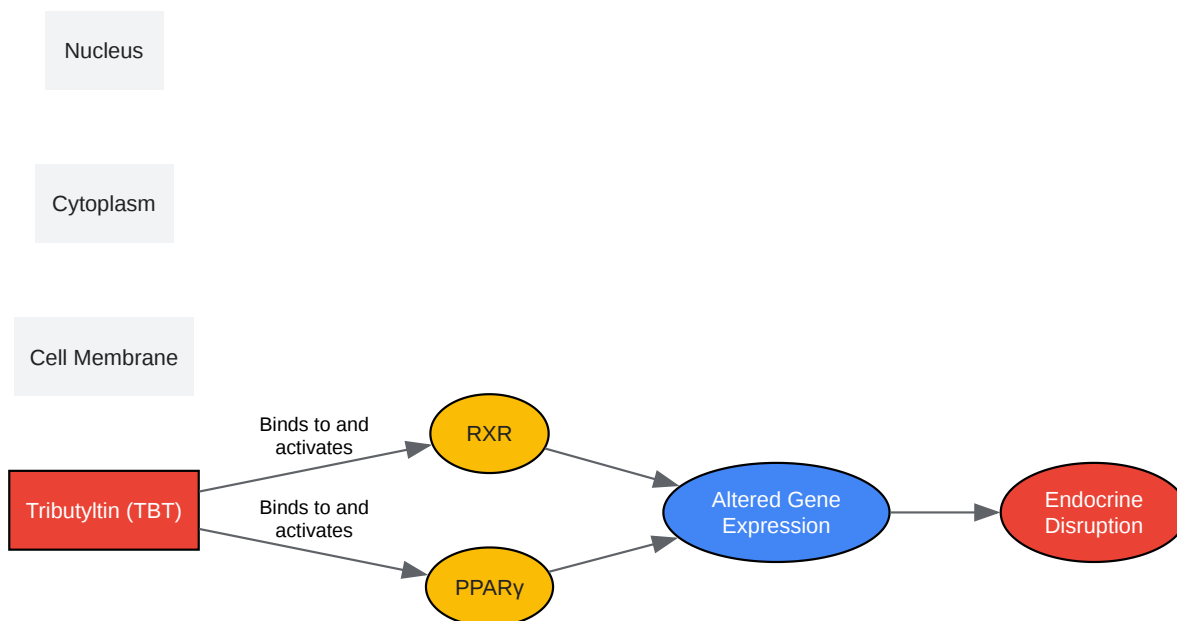 Nucleus
Cytoplasm
Cell Membrane
Binds to and
activates
RXR
Tributyltin (TBT)
Binds to and
activates
PPARγ
Altered Gene
Expression
Endocrine
Disruption